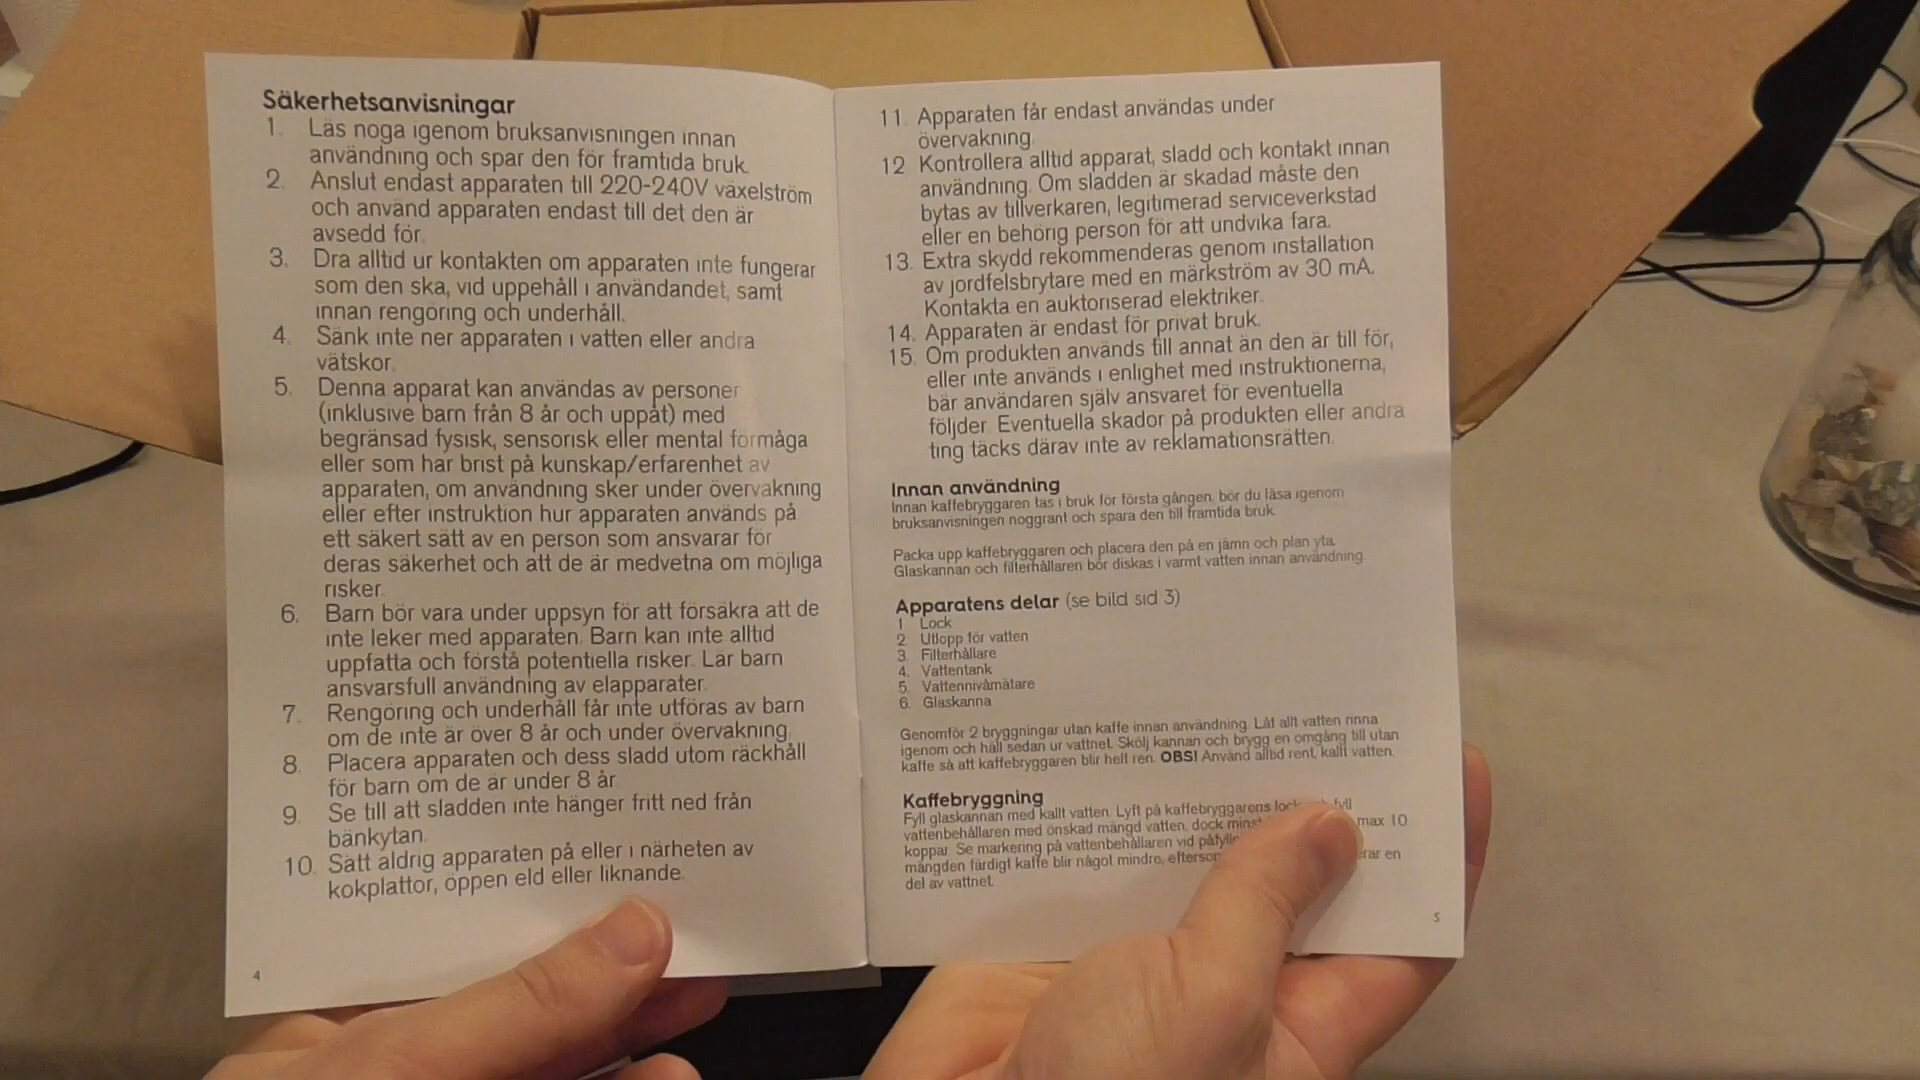 Säkerhetsanvisningar
1. Läs noga igenom bruksanvisningen innan
användning och spar den för framtida bruk.
2. Anslut endast apparaten till 220-240V växelström
och använd apparaten endast till det den är
avsedd för.
3. Dra alltid ur kontakten om apparaten inte fungerar
som den ska, vid uppehåll i användandet, samt
innan rengöring och underhåll.
4. Sänk inte ner apparaten i vatten eller andra
vätskor.
5. Denna apparat kan användas av personer
(inklusive barn från 8 år och uppåt) med
begränsad fysisk, sensorisk eller mental förmåga
eller som har brist på kunskap/erfarenhet av
apparaten, om användning sker under övervakning
eller efter instruktion hur apparaten används på
ett säkert sätt av en person som ansvarar för
deras säkerhet och att de är medvetna om möjliga
risker.
6. Barn bör vara under uppsyn för att försäkra att de
inte leker med apparaten. Barn kan inte alltid
uppfatta och förstå potentiella risker. Lär barn
ansvarsfull användning av elapparater.
7. Rengöring och underhåll får inte utföras av barn
om de inte är över 8 år och under övervakning.
8. Placera apparaten och dess sladd utom räckhåll
för barn om de är under 8 år.
9. Se till att sladden inte hänger fritt ned från
bänkytan.
10. Sätt aldrig apparaten på eller i närheten av
kokplattor, öppen eld eller liknande.
4
11. Apparaten får endast användas under
övervakning.
12. Kontrollera alltid apparat, sladd och kontakt innan
användning. Om sladden är skadad måste den
bytas av tillverkaren, legitimerad serviceverkstad
eller en behörig person för att undvika fara.
13. Extra skydd rekommenderas genom installation
av jordfelsbrytare med en märkström av 30 mA.
Kontakta en auktoriserad elektriker.
14. Apparaten är endast för privat bruk.
15. Om produkten används till annat än den är till för,
eller inte används i enlighet med instruktionerna,
bär användaren själv ansvaret för eventuella
följder. Eventuella skador på produkten eller andra
ting täcks därav inte av reklamationsrätten.
Innan användning
Innan kaffebryggaren tas i bruk för första gången, bör du läsa igenom
bruksanvisningen noggrant och spara den till framtida bruk.
Packa upp kaffebryggaren och placera den på en jämn och plan yta.
Glaskannan och filterhållaren bör diskas i varmt vatten innan användning.
Apparatens delar (se bild sid 3)
1. Lock
2. Utlopp för vatten
3. Filterhållare
4. Vattentank
5. Vattennivåmätare
6. Glaskanna
Genomför 2 bryggningar utan kaffe innan användning. Låt allt vatten rinna
igenom och häll sedan ur vattnet. Skölj kannan och brygg en omgång till utan
kaffe så att kaffebryggaren blir helt ren. OBS! Använd alltid rent, kallt vatten.
Kaffebryggning
Fyll glaskannan med kallt vatten. Lyft på kaffebryggarens fyll
vattenbehållaren med önskad mängd vatten, dock max 10
koppar. Se markering på vattenbehållaren vid
mängden färdigt kaffe blir något mindre, en
del av vattnet.
5